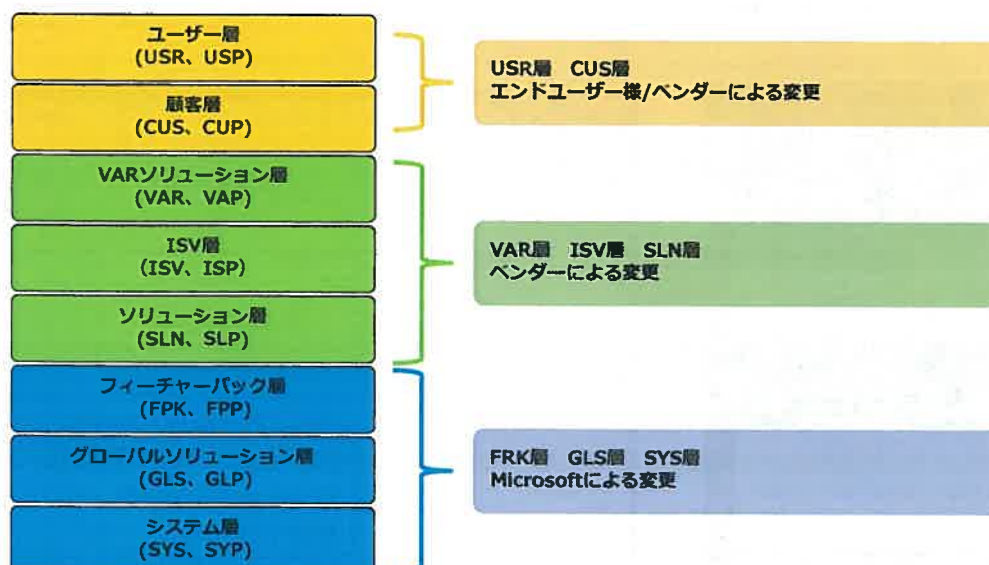 ユーザー層
(USR、USP)
顧客層
(CUS、CUP)
VARソリューション層
(VAR、VAP)
ISV層
(ISV、ISP)
ソリューション層
(SLN、SLP)
フィーチャーパック層
(FPK、FPP)
グローバルソリューション層
(GLS、GLP)
システム層
(SYS、SYP)
USR層 CUS層
エンドユーザー様/ベンダーによる変更
VAR層 ISV層 SLN層
ベンダーによる変更
FRK層 GLS層 SYS層
Microsoftによる変更